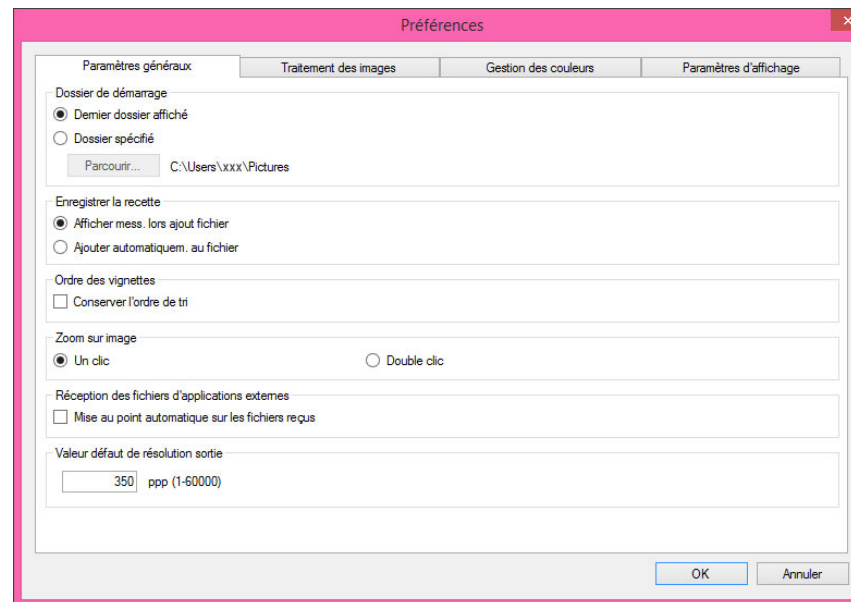 Préférences
Paramètres généraux Traitement des images Gestion des couleurs Paramètres d'affichage
Dossier de démarrage
Dernier dossier affiché
Dossier spécifié
Parcourir... C:\Users\xxx\Pictures
Enregistrer la recette
Afficher mess. lors ajout fichier
Ajouter automatiquem. au fichier
Ordre des vignettes
Conserver l'ordre de tri
Zoom sur image
Un clic Double clic
Réception des fichiers d'applications externes
Mise au point automatique sur les fichiers reçus
Valeur défaut de résolution sortie
350 ppp (1-60000)
OK Annuler